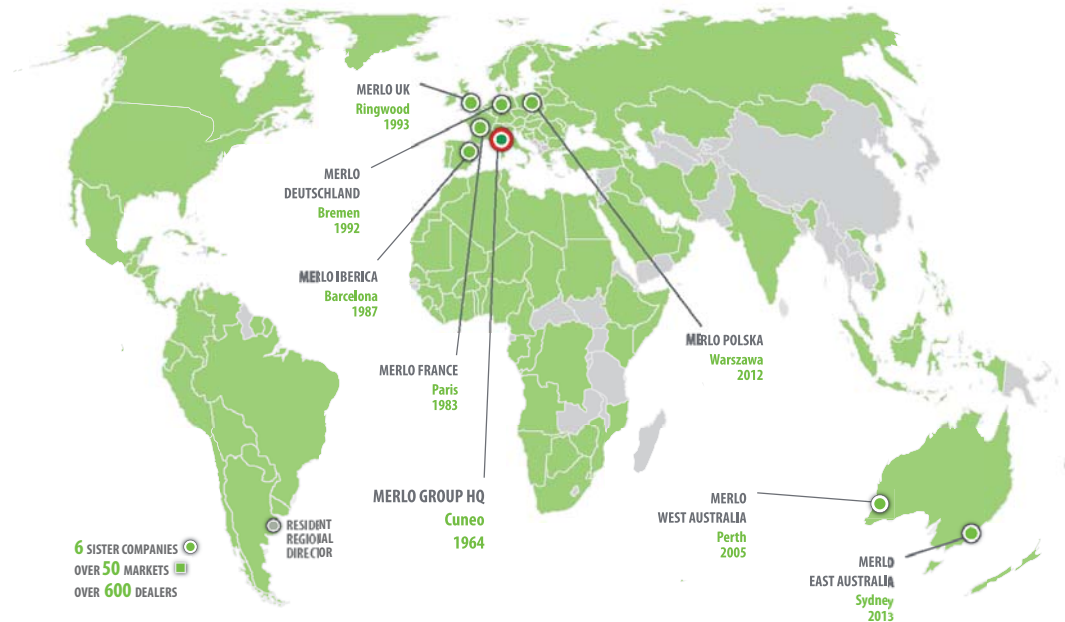 MERLO UK
Ringwood
1993
MERLO
DEUTSCHLAND
Bremen
1992
MERLO IBERICA
Barcelona
1987
MERLO FRANCE
Paris
1983
MERLO GROUP HQ
Cuneo
1964
MERLO POLSKA
Warszawa
2012
MERLO
WEST AUSTRALIA
Perth
2005
MERLO
EAST AUSTRALIA
Sydney
2013
RESIDENT
REGIONAL
DIRECTOR
6 SISTER COMPANIES
OVER 50 MARKETS
OVER 600 DEALERS